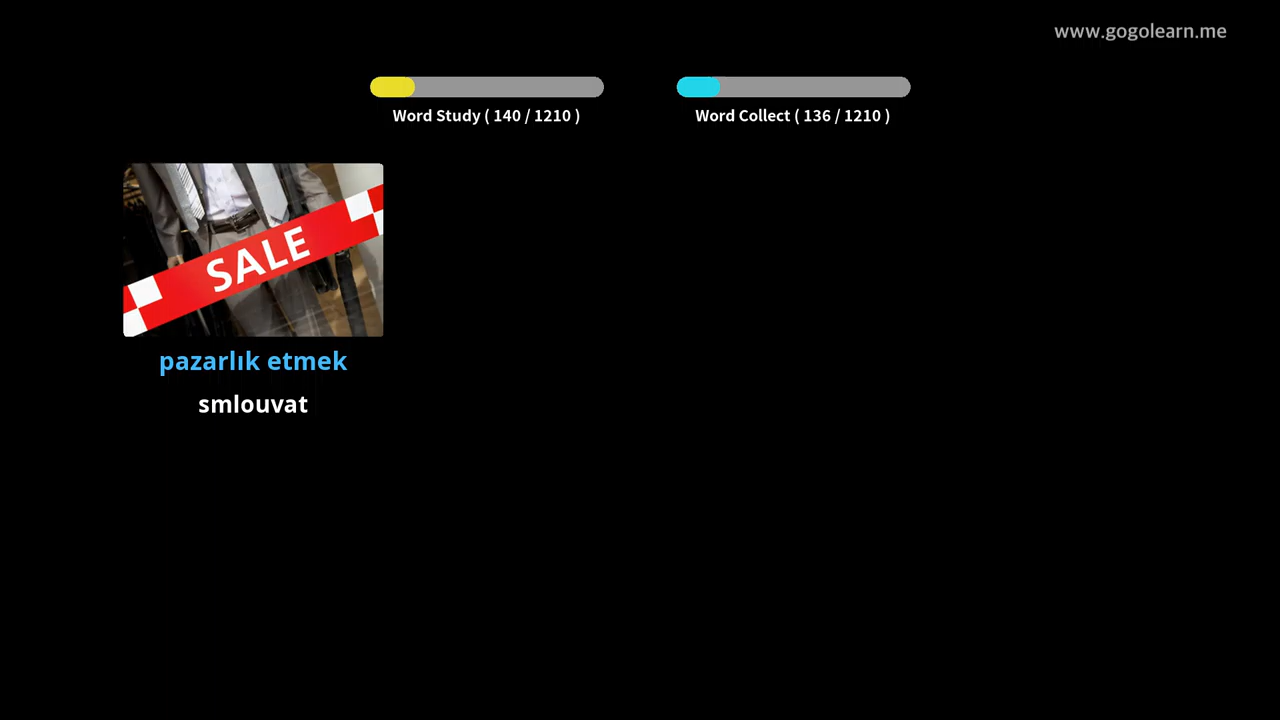 www.gogolearn.me
Word Study ( 140 / 1210 )
Word Collect ( 136 / 1210 )
SALE
pazarlık etmek
smlouvat